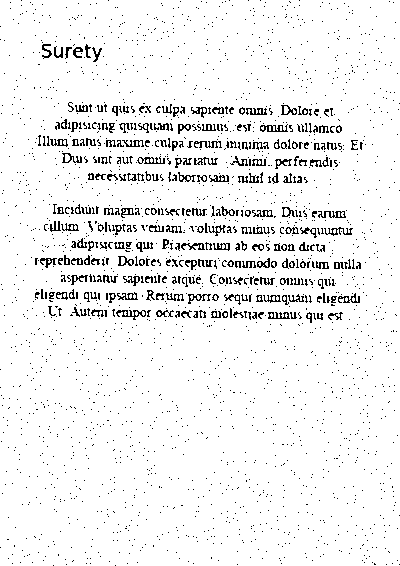 Surety
Sunt ut quis ex culpa sapiente omnis. Dolore et
adipisicing quisquam possimus, est, omnis ullamco
Illum natus maxime culpa rerum minima dolore natus. Et
Duis sint aut omnis pariatur. Animi, perferendis
necessitatibus laboriosam, nihil id alias
Incidunt magna consectetur laboriosam, Duis earum
cillum. Voluptas veniam, voluptas minus consequuntur
adipisicing qui. Praesentium ab eos non dicta
reprehenderit. Dolores excepturi commodo dolorum nulla
aspernatur sapiente atque. Consectetur omnis qui
eligendi qui ipsam. Rerum porro sequi numquam eligendi
Ut. Autem tempor occaecati molestiae minus qui est